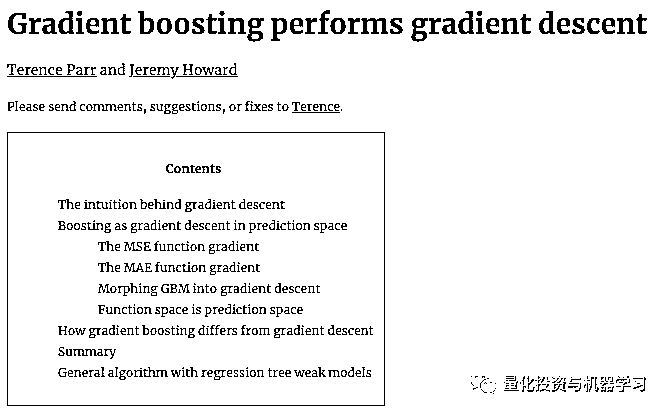 Gradient boosting performs gradient descent
Terence Parr and Jeremy Howard
Please send comments, suggestions, or fixes to Terence.
Contents
The intuition behind gradient descent
Boosting as gradient descent in prediction space
The MSE function gradient
The MAE function gradient
Morphing GBM into gradient descent
Function space is prediction space
How gradient boosting differs from gradient descent
Summary
General algorithm with regression tree weak models
量化投资与机器学习